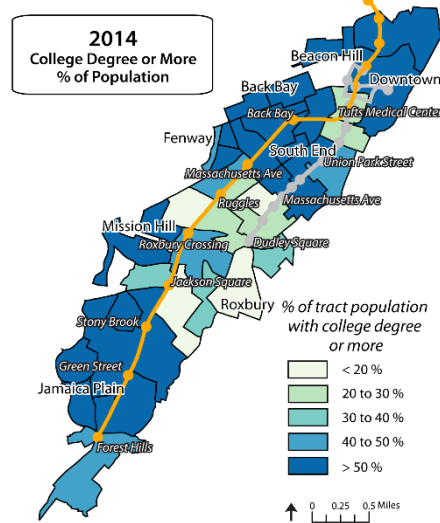 2014
College Degree or More
% of Population
Beacon Hill
Downtown
Back Bay
Back Bay
Tufts Medical Center
Fenway
South End
Union Park Street
Massachusetts Ave
Massachusetts Ave
Ruggles
Mission Hill
Roxbury Crossing
Dudley Square
Jackson Square
Roxbury
Stony Brook
Green Street
Jamaica Plain
Forest Hills
% of tract population
with college degree
or more
< 20 %
20 to 30 %
30 to 40 %
40 to 50 %
> 50 %
Miles
0 0.25 0.5